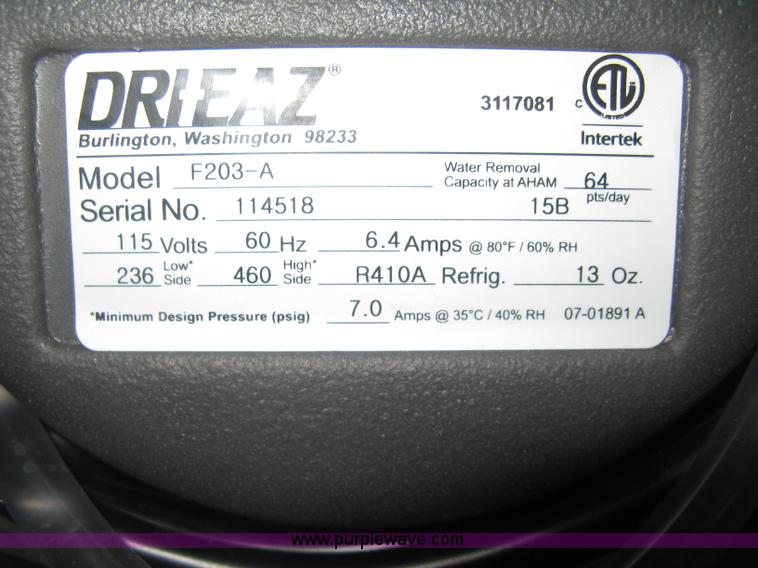 DRI-EAZ®
3117081
C ETL LISTED
Burlington, Washington 98233
Intertek
Model F203-A
Water Removal
Capacity at AHAM 64
pts/day
Serial No. 114518 15B
115 Volts 60 Hz 6.4 Amps @ 80°F / 60% RH
236 Low* Side 460 High* Side R410A Refrig. 13 Oz.
*Minimum Design Pressure (psig) 7.0 Amps @ 35°C / 40% RH 07-01891 A
www.purplewave.com